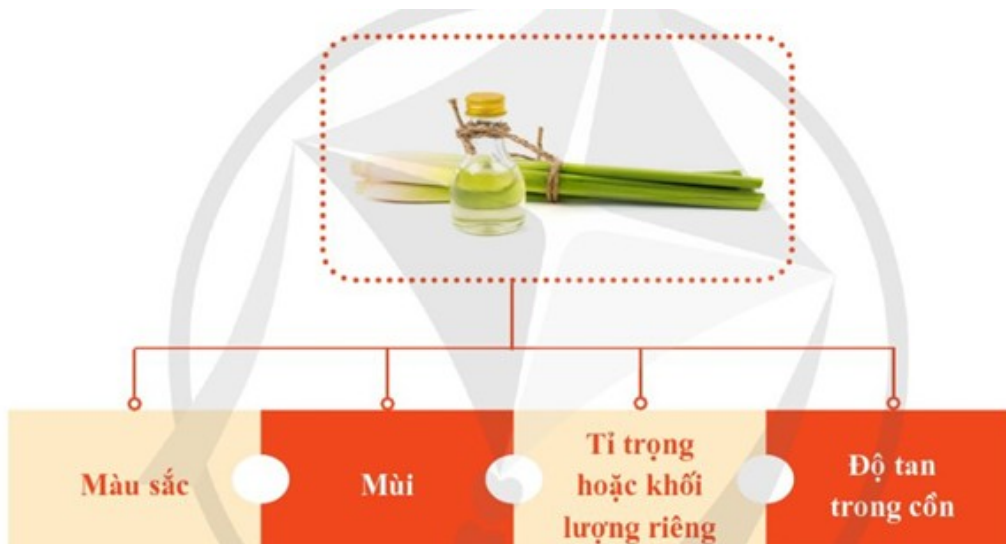 Màu sắc
Mùi
Tỉ trọng
hoặc khối
lượng riêng
Độ tan
trong cồn